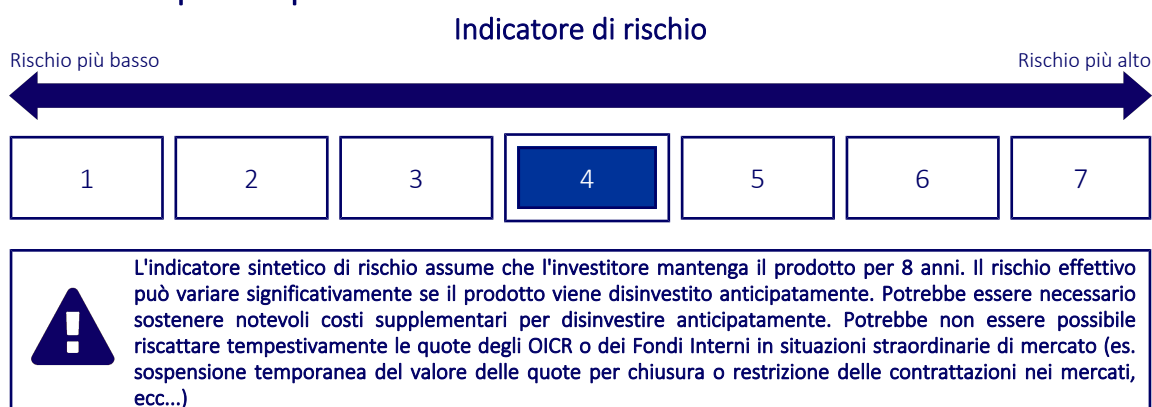 Indicatore di rischio
Rischio più basso Rischio più alto
1 2 3 4 5 6 7
L'indicatore sintetico di rischio assume che l'investitore mantenga il prodotto per 8 anni. Il rischio effettivo
può variare significativamente se il prodotto viene disinvestito anticipatamente. Potrebbe essere necessario
sostenere notevoli costi supplementari per disinvestire anticipatamente. Potrebbe non essere possibile
riscattare tempestivamente le quote degli OICR o dei Fondi Interni in situazioni straordinarie di mercato (es.
sospensione temporanea del valore delle quote per chiusura o restrizione delle contrattazioni nei mercati,
ecc...)